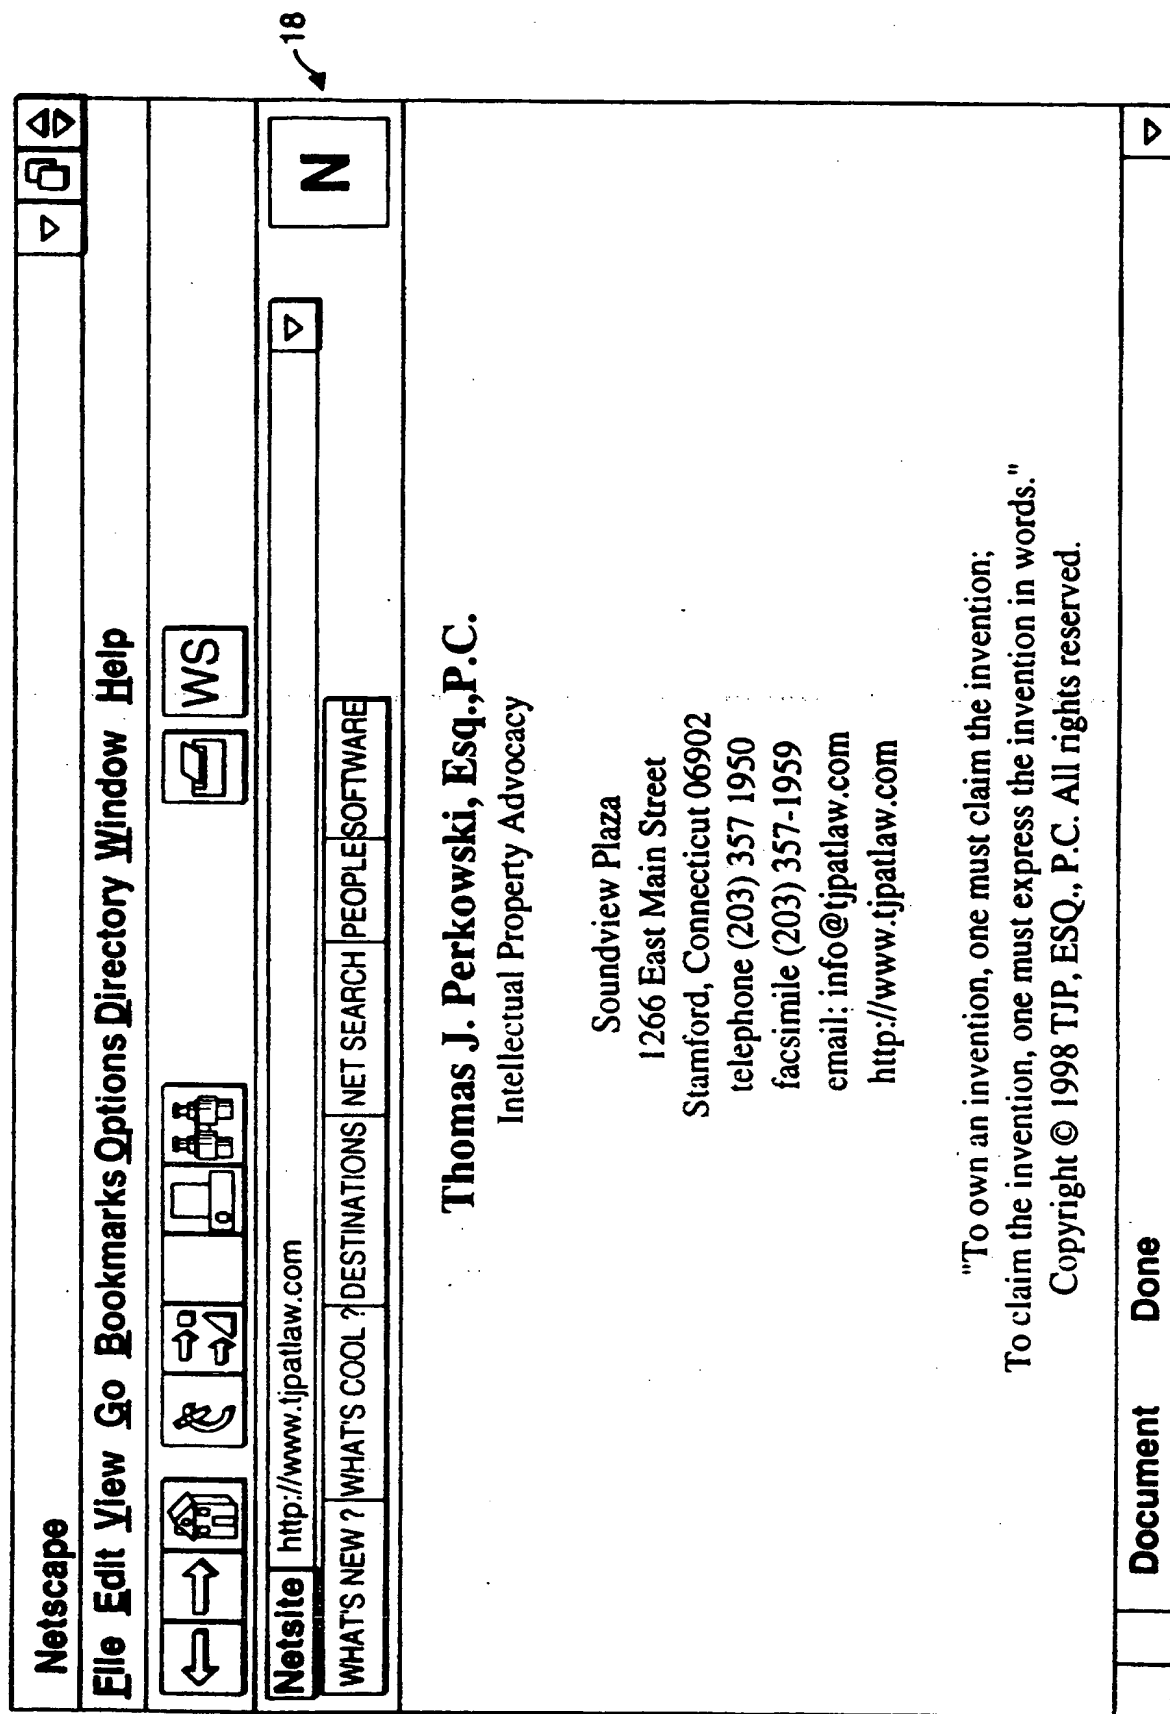 Netscape
File Edit View Go Bookmarks Options Directory Window Help
WS
Netsite http://www.tjpatlaw.com
N
18
WHAT'S NEW ? WHAT'S COOL ? DESTINATIONS NET SEARCH PEOPLE SOFTWARE
Thomas J. Perkowski, Esq.,P.C.
Intellectual Property Advocacy
Soundview Plaza
1266 East Main Street
Stamford, Connecticut 06902
telephone (203) 357 1950
facsimile (203) 357-1959
email; info@tjpatlaw.com
http://www.tjpatlaw.com
"To own an invention, one must claim the invention;
To claim the invention, one must express the invention in words."
Copyright © 1998 TJP, ESQ., P.C. All rights reserved.
Document Done